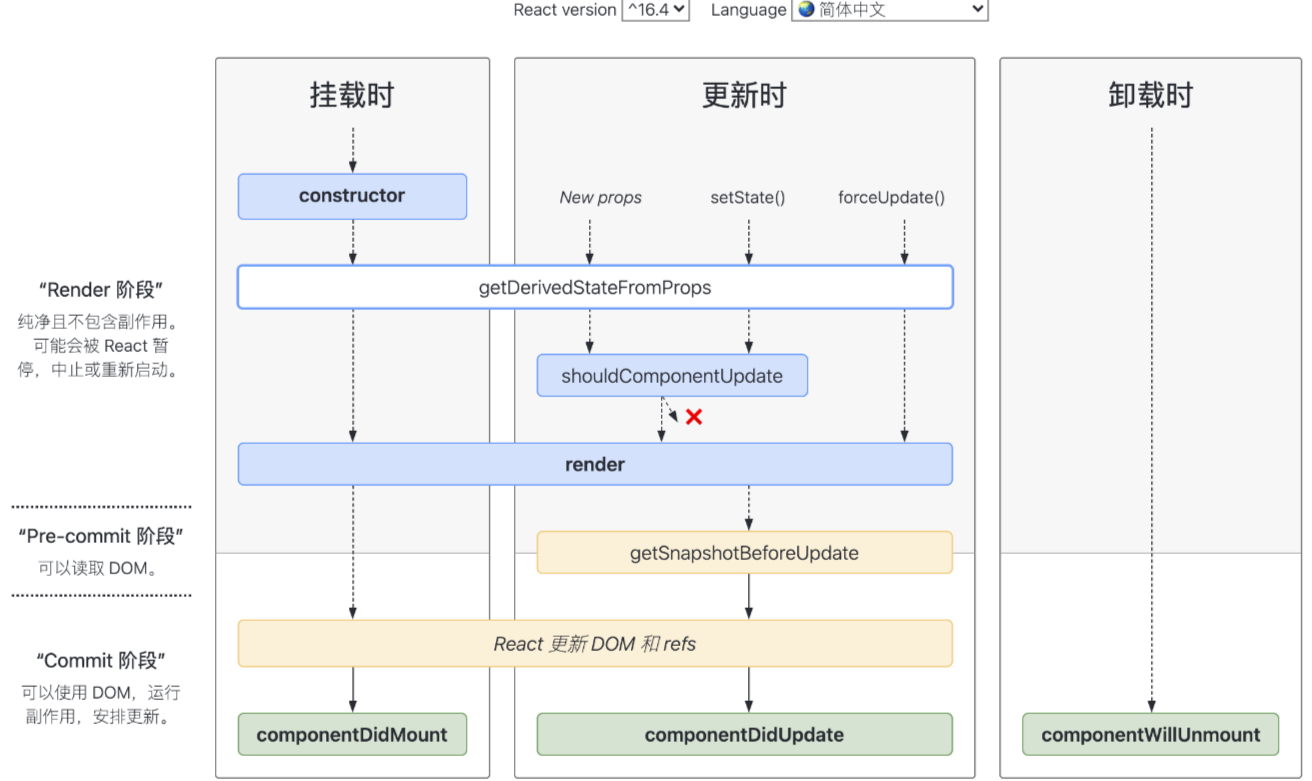 React version ^16.4 Language 简体中文
挂载时
更新时
卸载时
constructor
New props
setState()
forceUpdate()
“Render 阶段”
纯净且不包含副作用。
可能会被 React 暂
停，中止或重新启动。
getDerivedStateFromProps
shouldComponentUpdate
render
“Pre-commit 阶段”
可以读取 DOM。
getSnapshotBeforeUpdate
React 更新 DOM 和 refs
“Commit 阶段”
可以使用 DOM，运行
副作用，安排更新。
componentDidMount
componentDidUpdate
componentWillUnmount